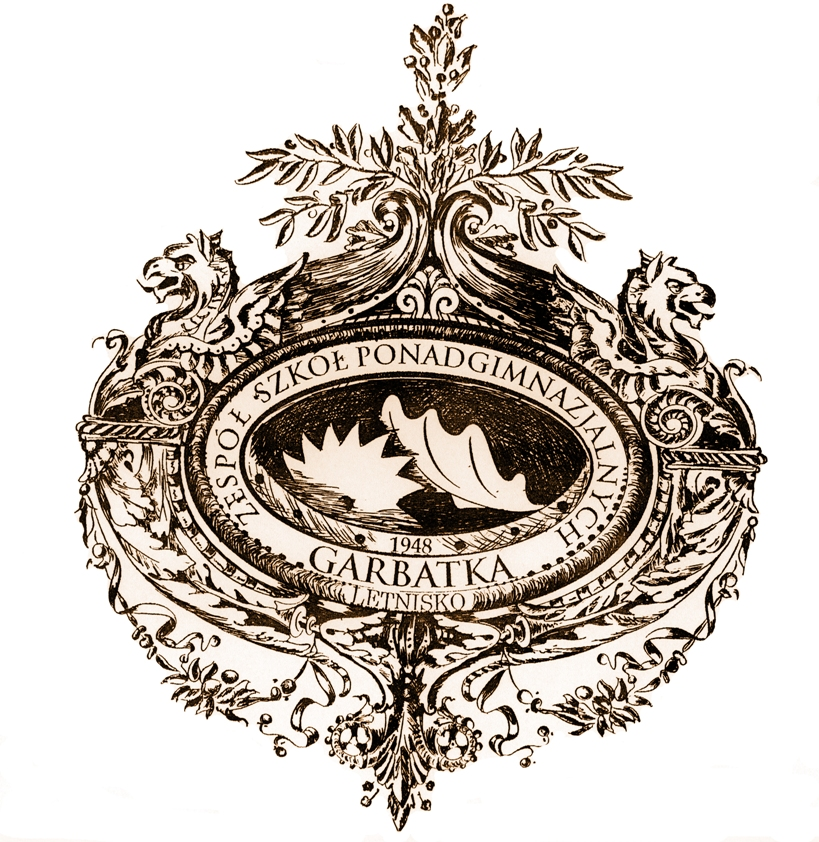 ZESPÓŁ SZKÓŁ PONADGIMNAZJALNYCH
1948
GARBATKA
LETNISKO